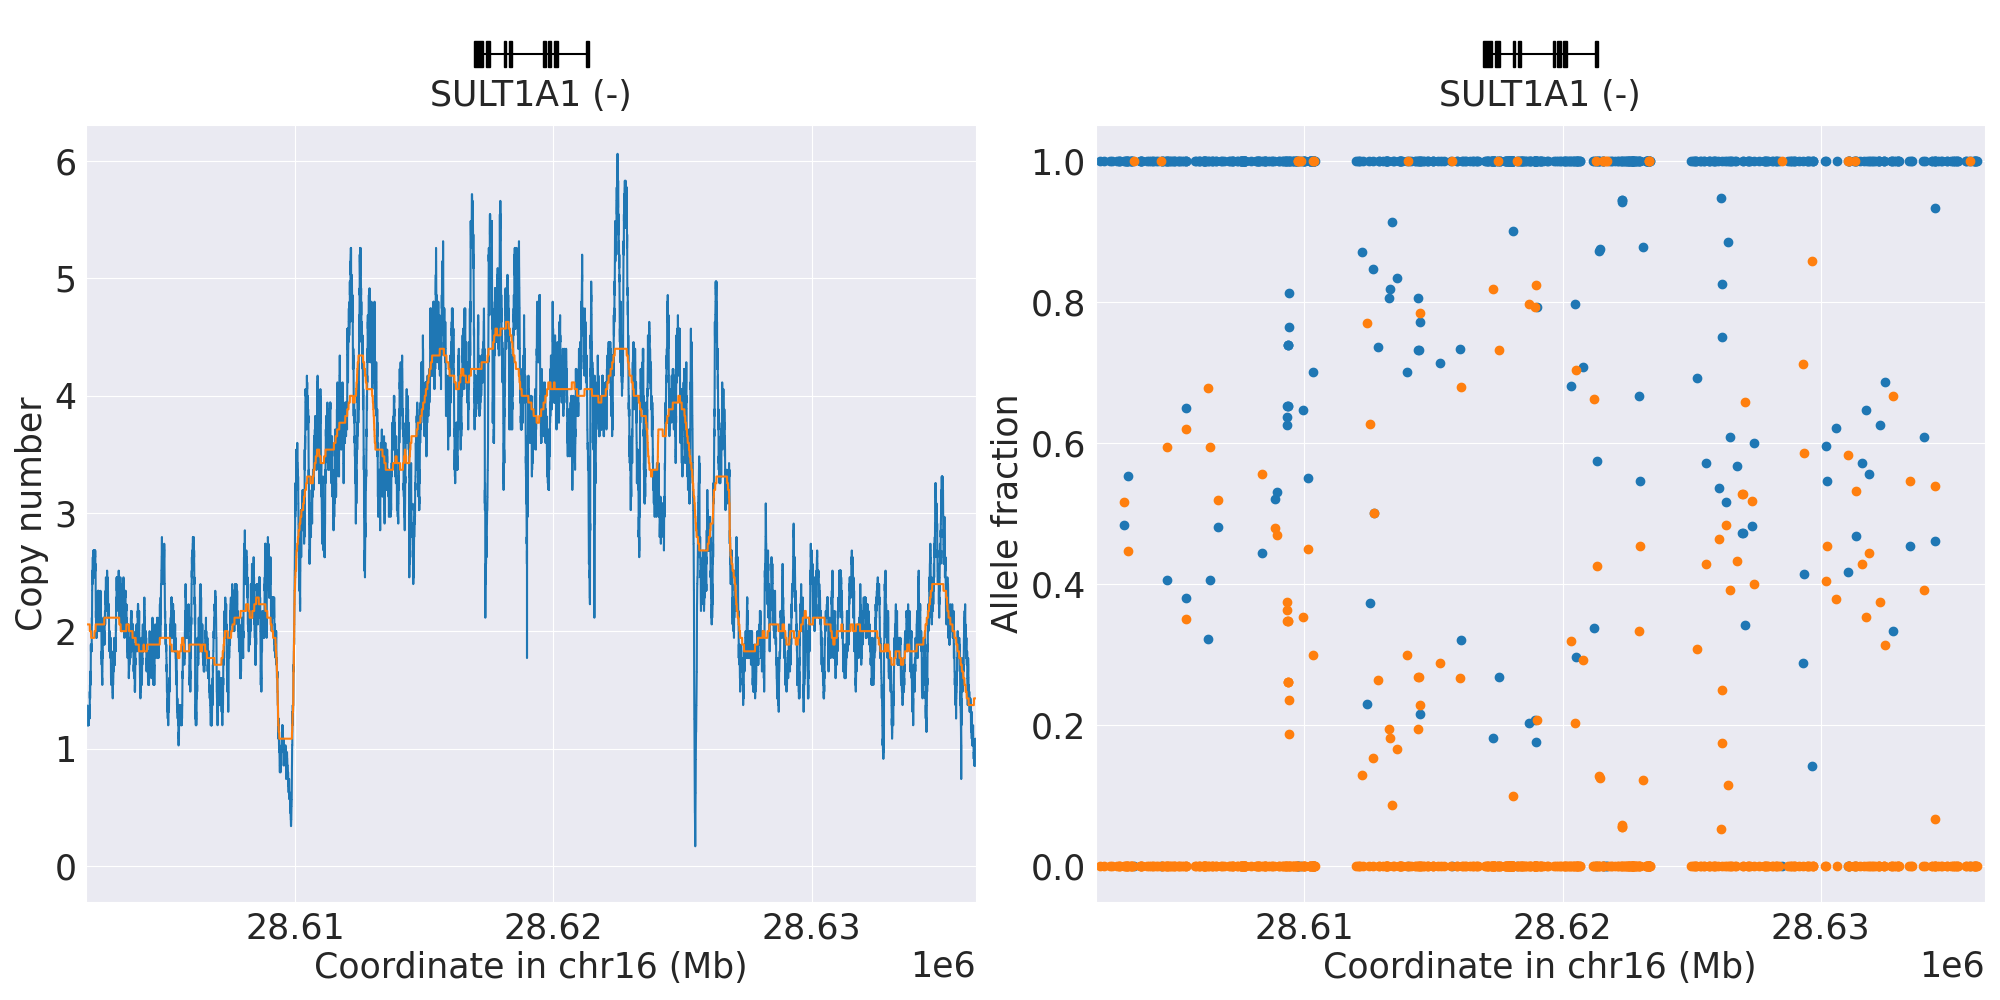 SULT1A1 (-)
Copy number
6
5
4
3
2
1
0
28.61
28.62
28.63
Coordinate in chr16 (Mb)
1e6
SULT1A1 (-)
Allele fraction
1.0
0.8
0.6
0.4
0.2
0.0
28.61
28.62
28.63
Coordinate in chr16 (Mb)
1e6